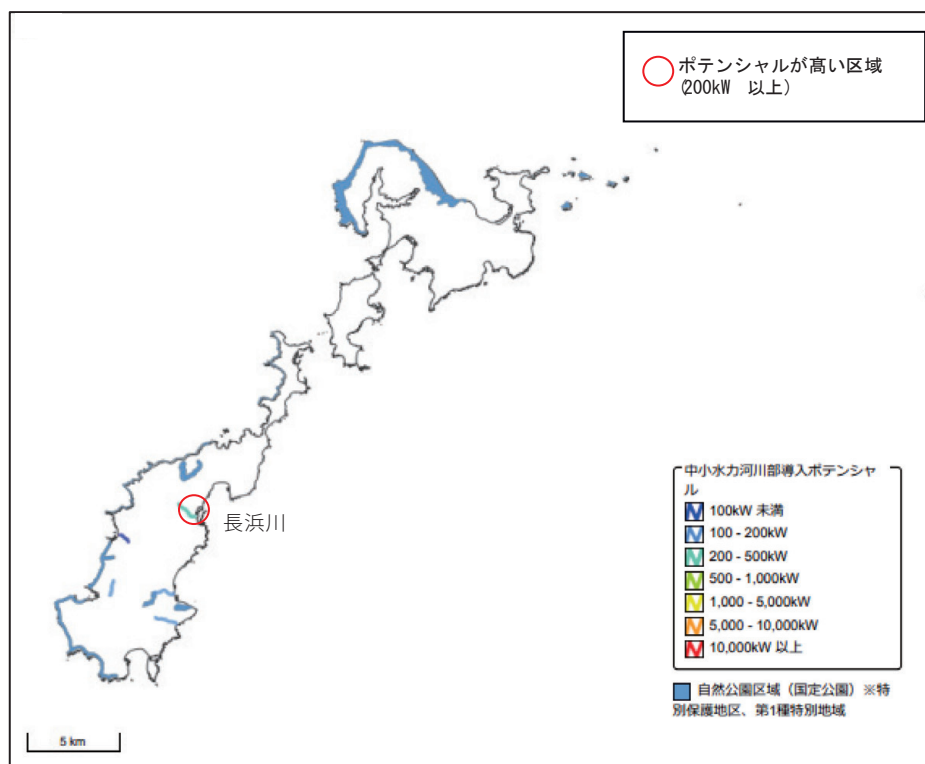 ポテンシャルが髙い区域
(200kW 以上)
長浜川
中小水力河川部導入ポテンシャ
ル
100kW 未満
100 - 200kW
200 - 500kW
500 - 1,000kW
1,000 - 5,000kW
5,000 - 10,000kW
10,000kW 以上
自然公園区域（国定公園）※特
別保護地区、第1種特別地域
5 km